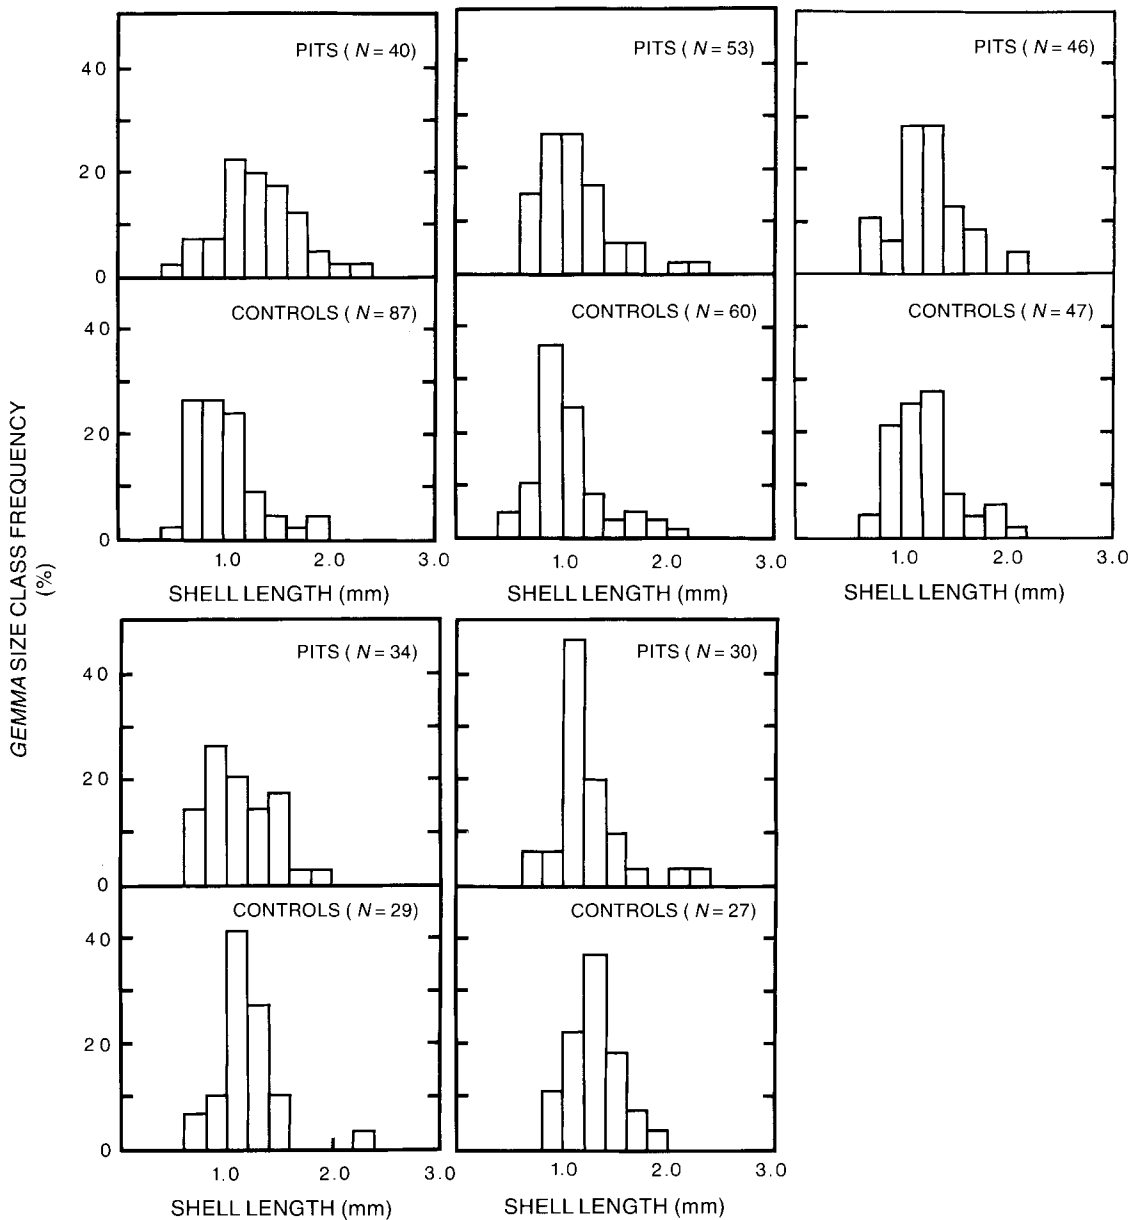 PITS ( N = 40)
PITS ( N = 53)
PITS ( N = 46)
40
20
0
CONTROLS ( N = 87)
CONTROLS ( N = 60)
CONTROLS ( N = 47)
40
20
0
1.0 2.0 3.0
1.0 2.0 3.0
1.0 2.0 3.0
SHELL LENGTH (mm)
SHELL LENGTH (mm)
SHELL LENGTH (mm)
GEMMA SIZE CLASS FREQUENCY
(%)
PITS ( N = 34)
PITS ( N = 30)
40
20
0
CONTROLS ( N = 29)
CONTROLS ( N = 27)
40
20
0
1.0 2.0 3.0
1.0 2.0 3.0
SHELL LENGTH (mm)
SHELL LENGTH (mm)